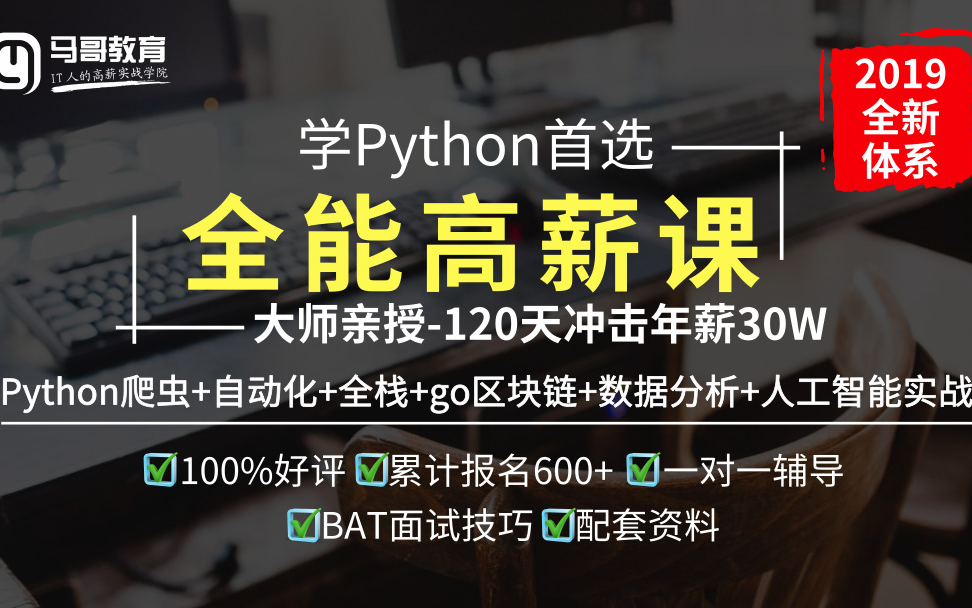 马哥教育
IT人的高薪实战学院
2019
全新
体系
学Python首选
全能高薪课
大师亲授-120天冲击年薪30W
Python爬虫+自动化+全栈+go区块链+数据分析+人工智能实战
100%好评 累计报名600+ 一对一辅导
BAT面试技巧 配套资料